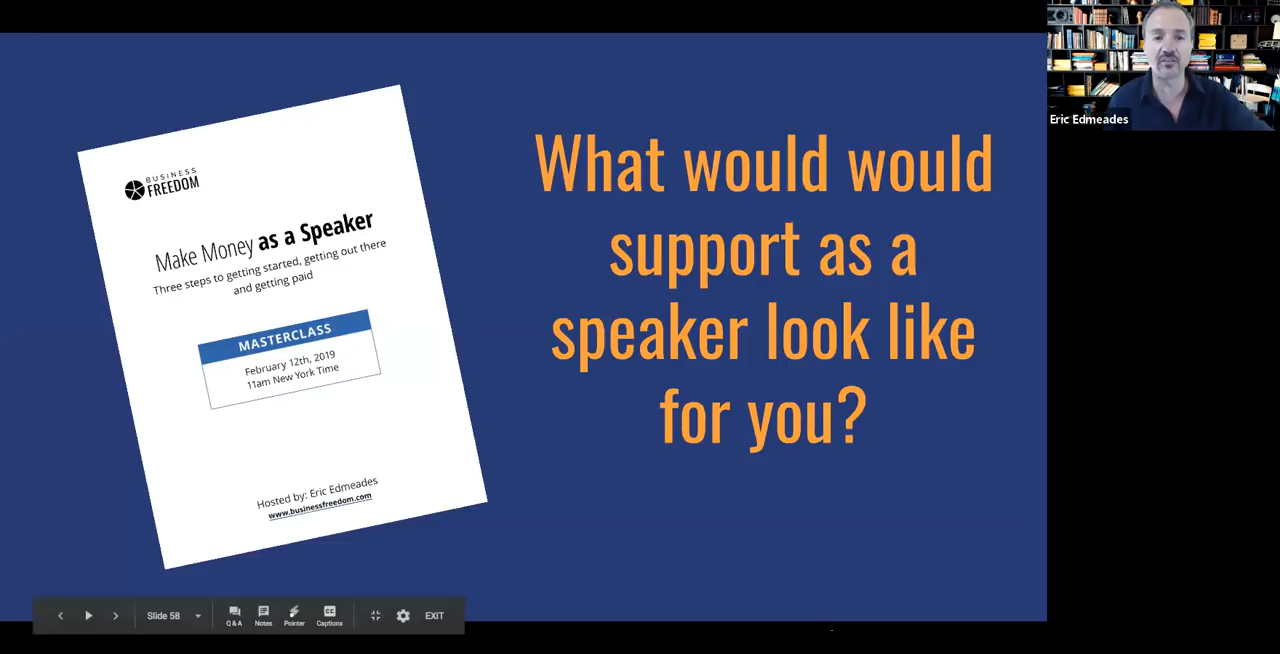 BUSINESS
FREEDOM
Make Money as a Speaker
Three steps to getting started, getting out there
and getting paid
MASTERCLASS
February 12th, 2019
11am New York Time
Hosted by: Eric Edmeades
www.businessfreedom.com
What would would
support as a
speaker look like
for you?
Eric Edmeades
Slide 58
Q & A
Notes
Pointer
CC
Captions
EXIT